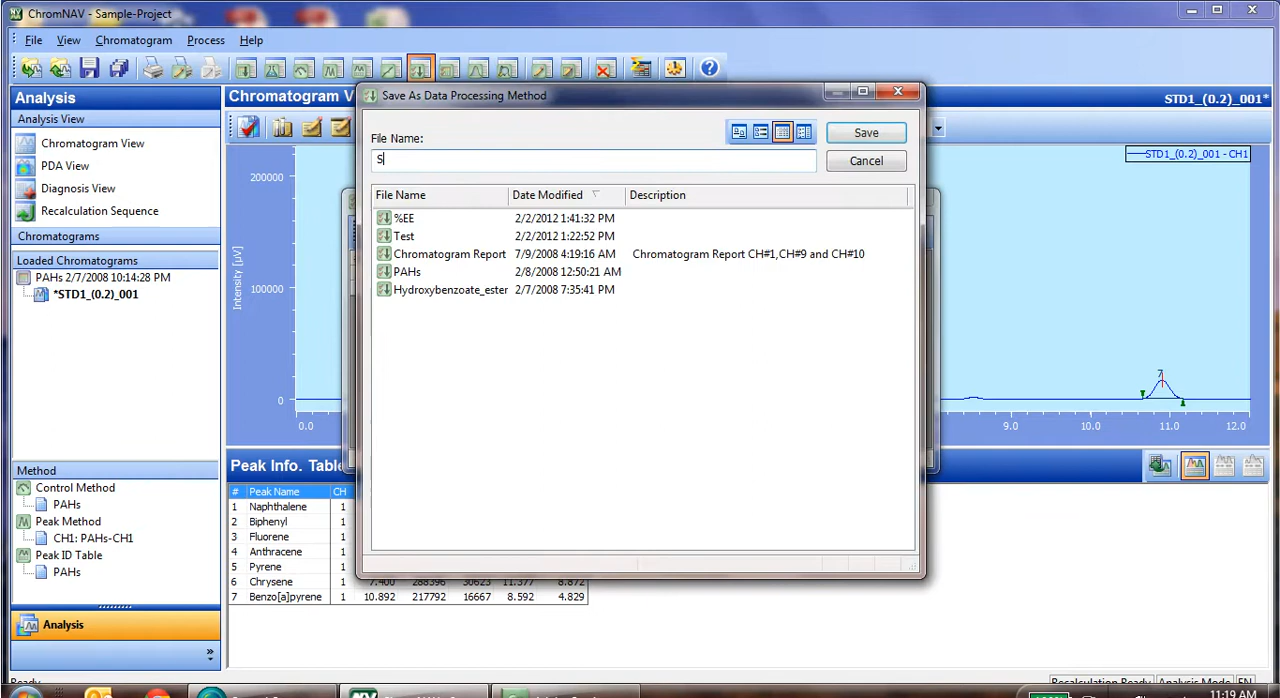 ChromNAV - Sample-Project
File View Chromatogram Process Help
Analysis
Analysis View
Chromatogram View
PDA View
Diagnosis View
Recalculation Sequence
Chromatograms
Loaded Chromatograms
PAHs 2/7/2008 10:14:28 PM
*STD1_(0.2)_001
Method
Control Method
PAHs
Peak Method
CH1: PAHs-CH1
Peak ID Table
PAHs
Analysis
Chromatogram V
STD1_(0.2)_001*
STD1_(0.2)_001 - CH1
Intensity [µV]
200000
100000
0
0.0 9.0 10.0 11.0 12.0
7
Save As Data Processing Method
File Name:
S
Save
Cancel
File Name Date Modified Description
%EE 2/2/2012 1:41:32 PM
Test 2/2/2012 1:22:52 PM
Chromatogram Report 7/9/2008 4:19:16 AM Chromatogram Report CH#1,CH#9 and CH#10
PAHs 2/8/2008 12:50:21 AM
Hydroxybenzoate_ester 2/7/2008 7:35:41 PM
Peak Info. Table
# Peak Name CH
1 Naphthalene 1
2 Biphenyl 1
3 Fluorene 1
4 Anthracene 1
5 Pyrene 1
6 Chrysene 1 7.400 288396 30623 11.377 8.872
7 Benzo[a]pyrene 1 10.892 217792 16667 8.592 4.829
Ready
Recalculation Ready Analysis Mode EN
11:19 AM